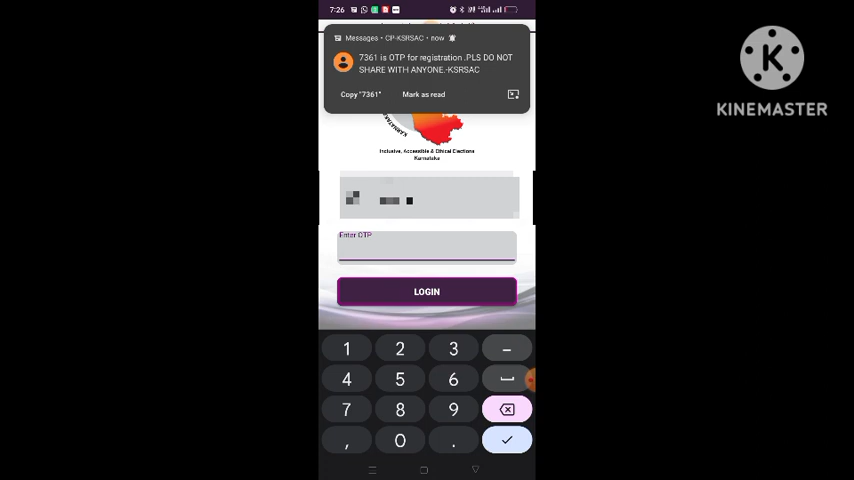 7:26
Messages • CP-KSRSAC • now
7361 is OTP for registration .PLS DO NOT
SHARE WITH ANYONE.-KSRSAC
Copy "7361"
Mark as read
Inclusive, Accessible & Ethical Elections
Karnataka
Enter OTP
LOGIN
1 2 3 –
4 5 6
7 8 9
, 0 .
K
KINEMASTER